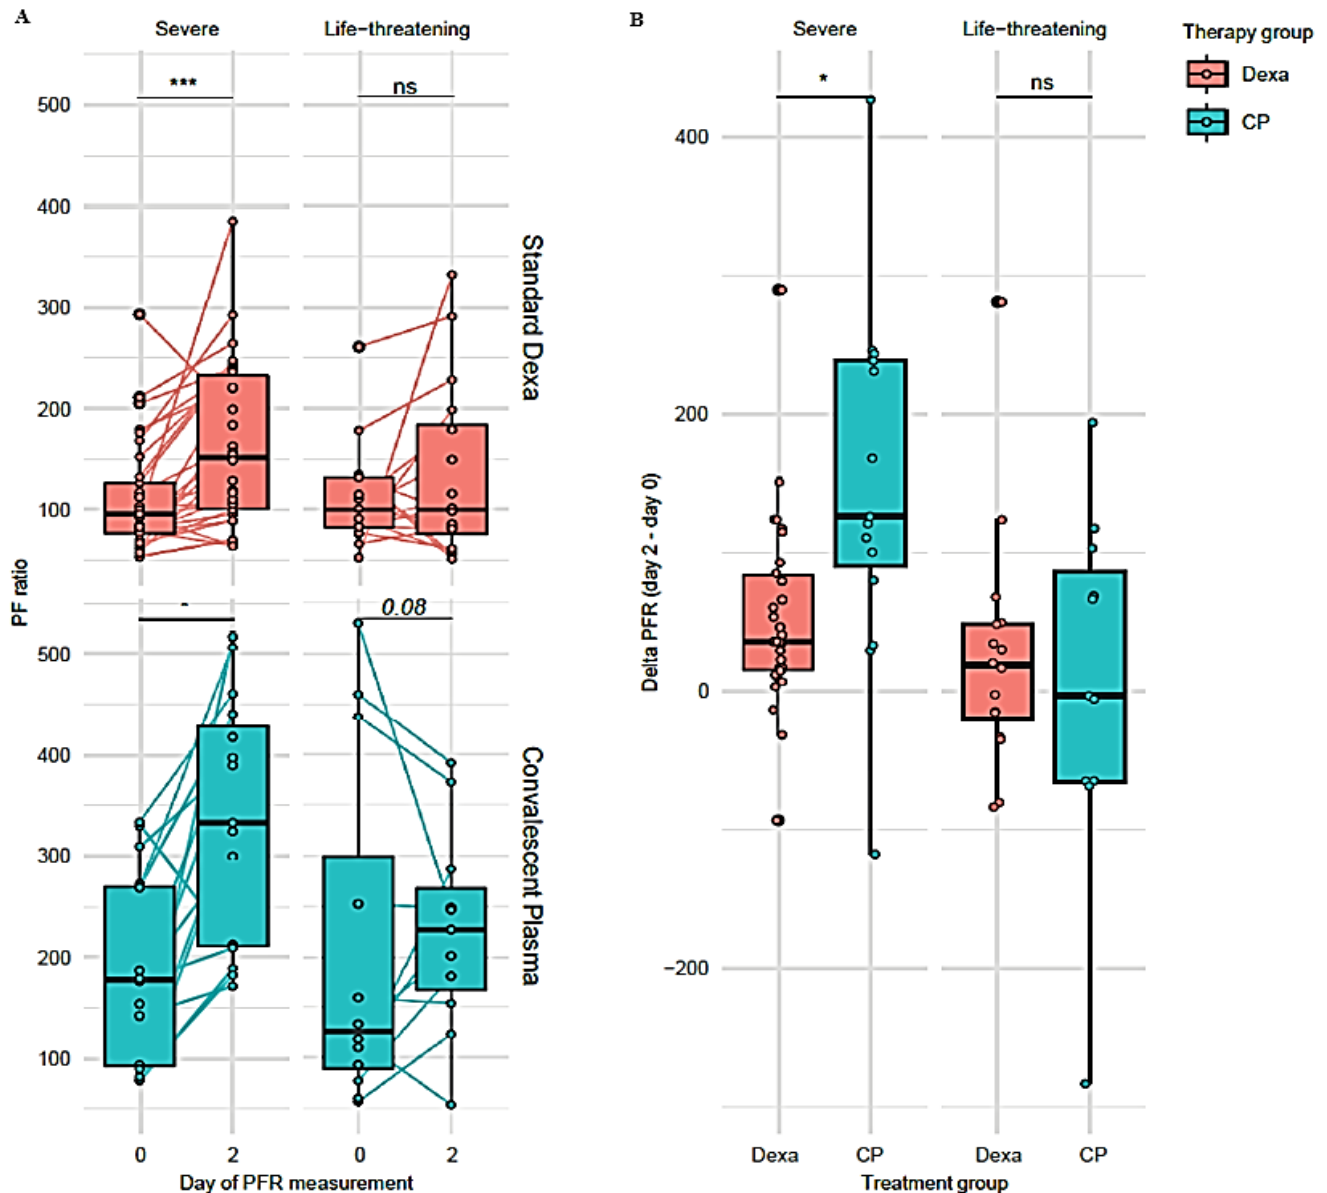 A
Severe
Life-threatening
***
ns
500
400
300
200
100
Standard Dexa
PF ratio
0.08
500
400
300
200
100
Convalescent Plasma
0
2
0
2
Day of PFR measurement
B
Severe
Life-threatening
*
ns
400
200
0
-200
Delta PFR (day 2 - day 0)
Dexa
CP
Dexa
CP
Treatment group
Therapy group
Dexa
CP